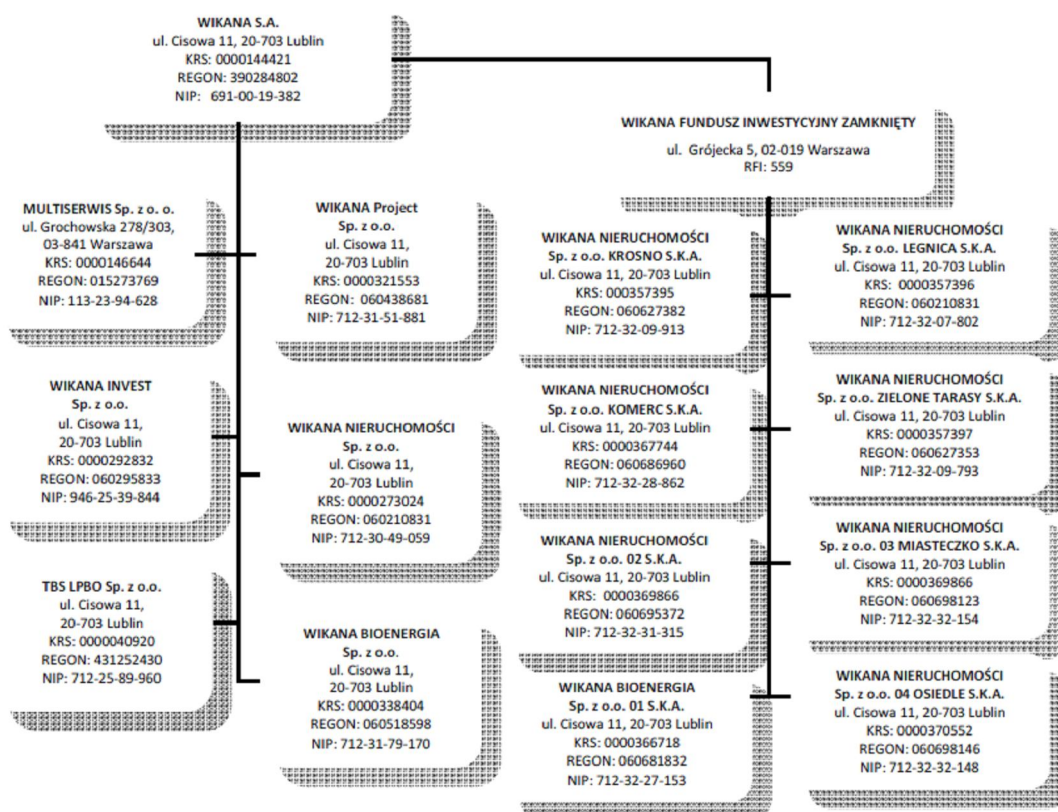 WIKANA S.A.
ul. Cisowa 11, 20-703 Lublin
KRS: 0000144421
REGON: 390284802
NIP: 691-00-19-382
WIKANA FUNDUSZ INWESTYCYJNY ZAMKNIĘTY
ul. Grójecka 5, 02-019 Warszawa
RFI: 559
MULTISERWIS Sp. z o. o.
ul. Grochowska 278/303,
03-841 Warszawa
KRS: 0000146644
REGON: 015273769
NIP: 113-23-94-628
WIKANA Project
Sp. z o.o.
ul. Cisowa 11,
20-703 Lublin
KRS: 0000321553
REGON: 060438681
NIP: 712-31-51-881
WIKANA NIERUCHOMOŚCI
Sp. z o.o. KROSNO S.K.A.
ul. Cisowa 11, 20-703 Lublin
KRS: 000357395
REGON: 060627382
NIP: 712-32-09-913
WIKANA NIERUCHOMOŚCI
Sp. z o.o. LEGNICA S.K.A.
ul. Cisowa 11, 20-703 Lublin
KRS: 0000357396
REGON: 060210831
NIP: 712-32-07-802
WIKANA INVEST
Sp. z o.o.
ul. Cisowa 11,
20-703 Lublin
KRS: 0000292832
REGON: 060295833
NIP: 946-25-39-844
WIKANA NIERUCHOMOŚCI
Sp. z o.o.
ul. Cisowa 11,
20-703 Lublin
KRS: 0000273024
REGON: 060210831
NIP: 712-30-49-059
WIKANA NIERUCHOMOŚCI
Sp. z o.o. KOMERC S.K.A.
ul. Cisowa 11, 20-703 Lublin
KRS: 0000367744
REGON: 060686960
NIP: 712-32-28-862
WIKANA NIERUCHOMOŚCI
Sp. z o.o. ZIELONE TARASY S.K.A.
ul. Cisowa 11, 20-703 Lublin
KRS: 0000357397
REGON: 060627353
NIP: 712-32-09-793
TBS LPBO Sp. z o.o.
ul. Cisowa 11,
20-703 Lublin
KRS: 0000040920
REGON: 431252430
NIP: 712-25-89-960
WIKANA BIOENERGIA
Sp. z o.o.
ul. Cisowa 11,
20-703 Lublin
KRS: 0000338404
REGON: 060518598
NIP: 712-31-79-170
WIKANA NIERUCHOMOŚCI
Sp. z o.o. 02 S.K.A.
ul. Cisowa 11, 20-703 Lublin
KRS: 0000369866
REGON: 060695372
NIP: 712-32-31-315
WIKANA NIERUCHOMOŚCI
Sp. z o.o. 03 MIASTECZKO S.K.A.
ul. Cisowa 11, 20-703 Lublin
KRS: 0000369866
REGON: 060698123
NIP: 712-32-32-154
WIKANA BIOENERGIA
Sp. z o.o. 01 S.K.A.
ul. Cisowa 11, 20-703 Lublin
KRS: 0000366718
REGON: 060681832
NIP: 712-32-27-153
WIKANA NIERUCHOMOŚCI
Sp. z o.o. 04 OSIEDLE S.K.A.
ul. Cisowa 11, 20-703 Lublin
KRS: 0000370552
REGON: 060698146
NIP: 712-32-32-148